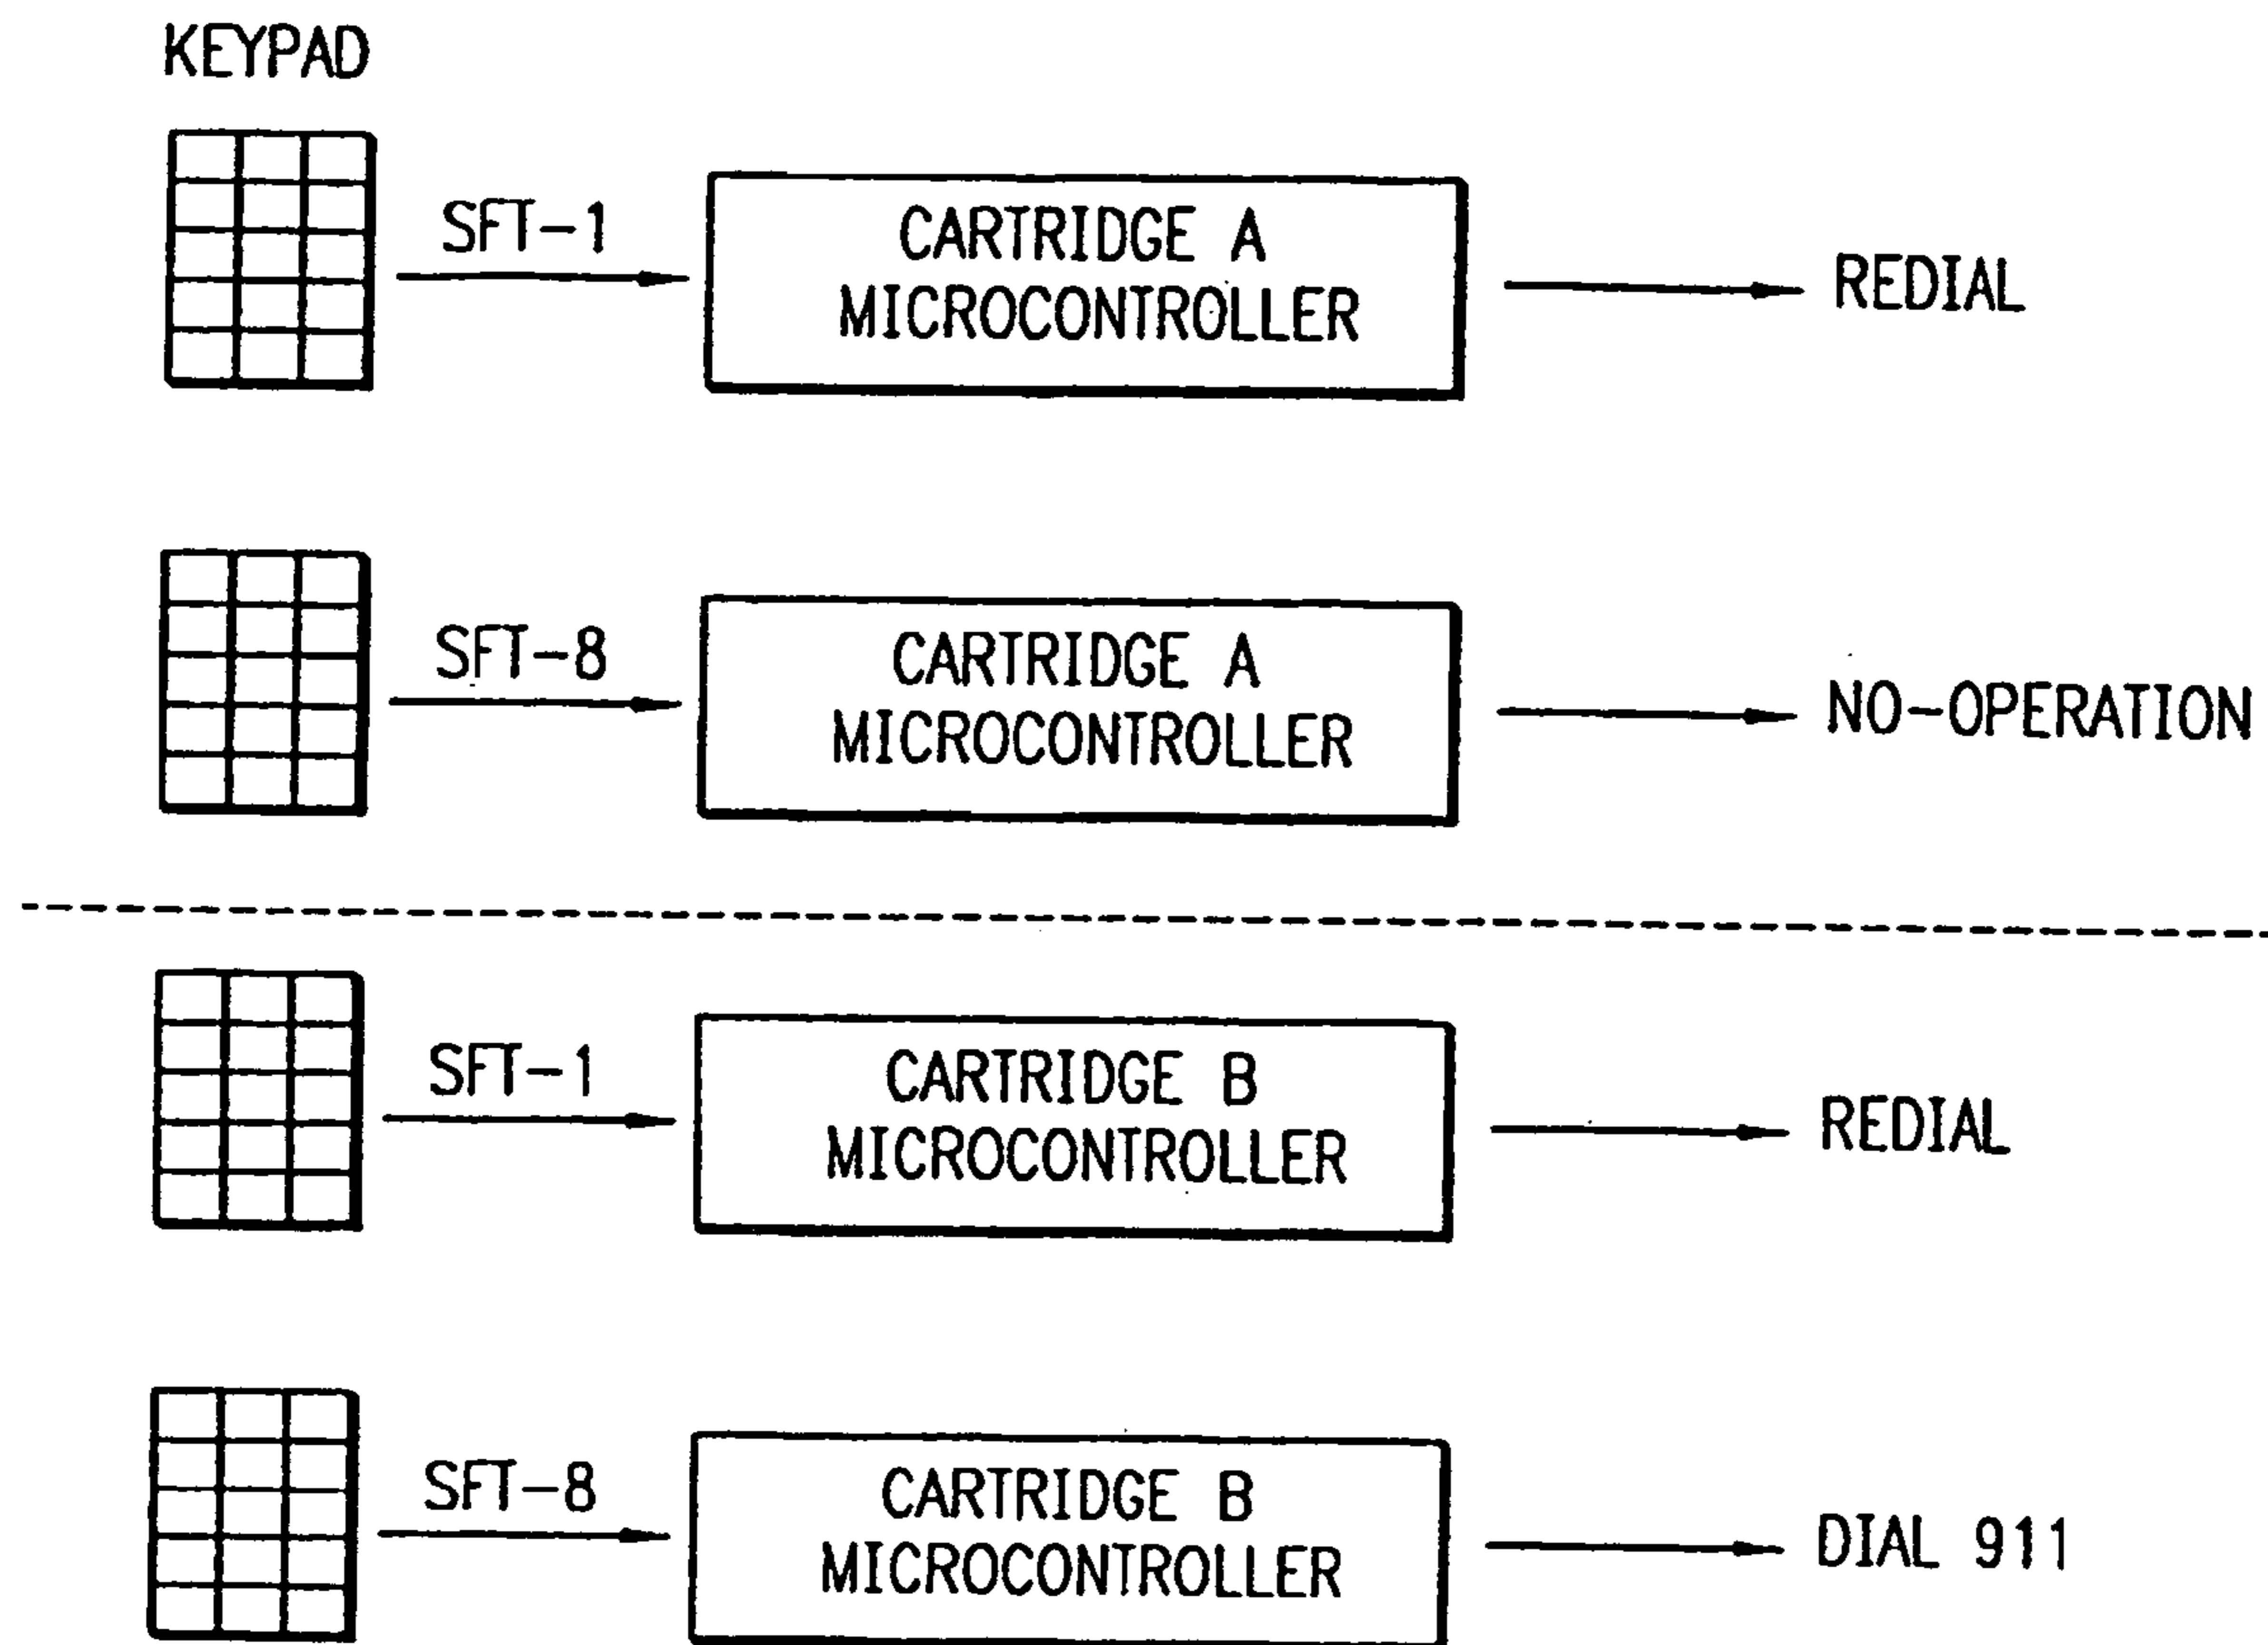 KEYPAD
SFT-1
CARTRIDGE A
MICROCONTROLLER
REDIAL
SFT-8
CARTRIDGE A
MICROCONTROLLER
NO-OPERATION
SFT-1
CARTRIDGE B
MICROCONTROLLER
REDIAL
SFT-8
CARTRIDGE B
MICROCONTROLLER
DIAL 911